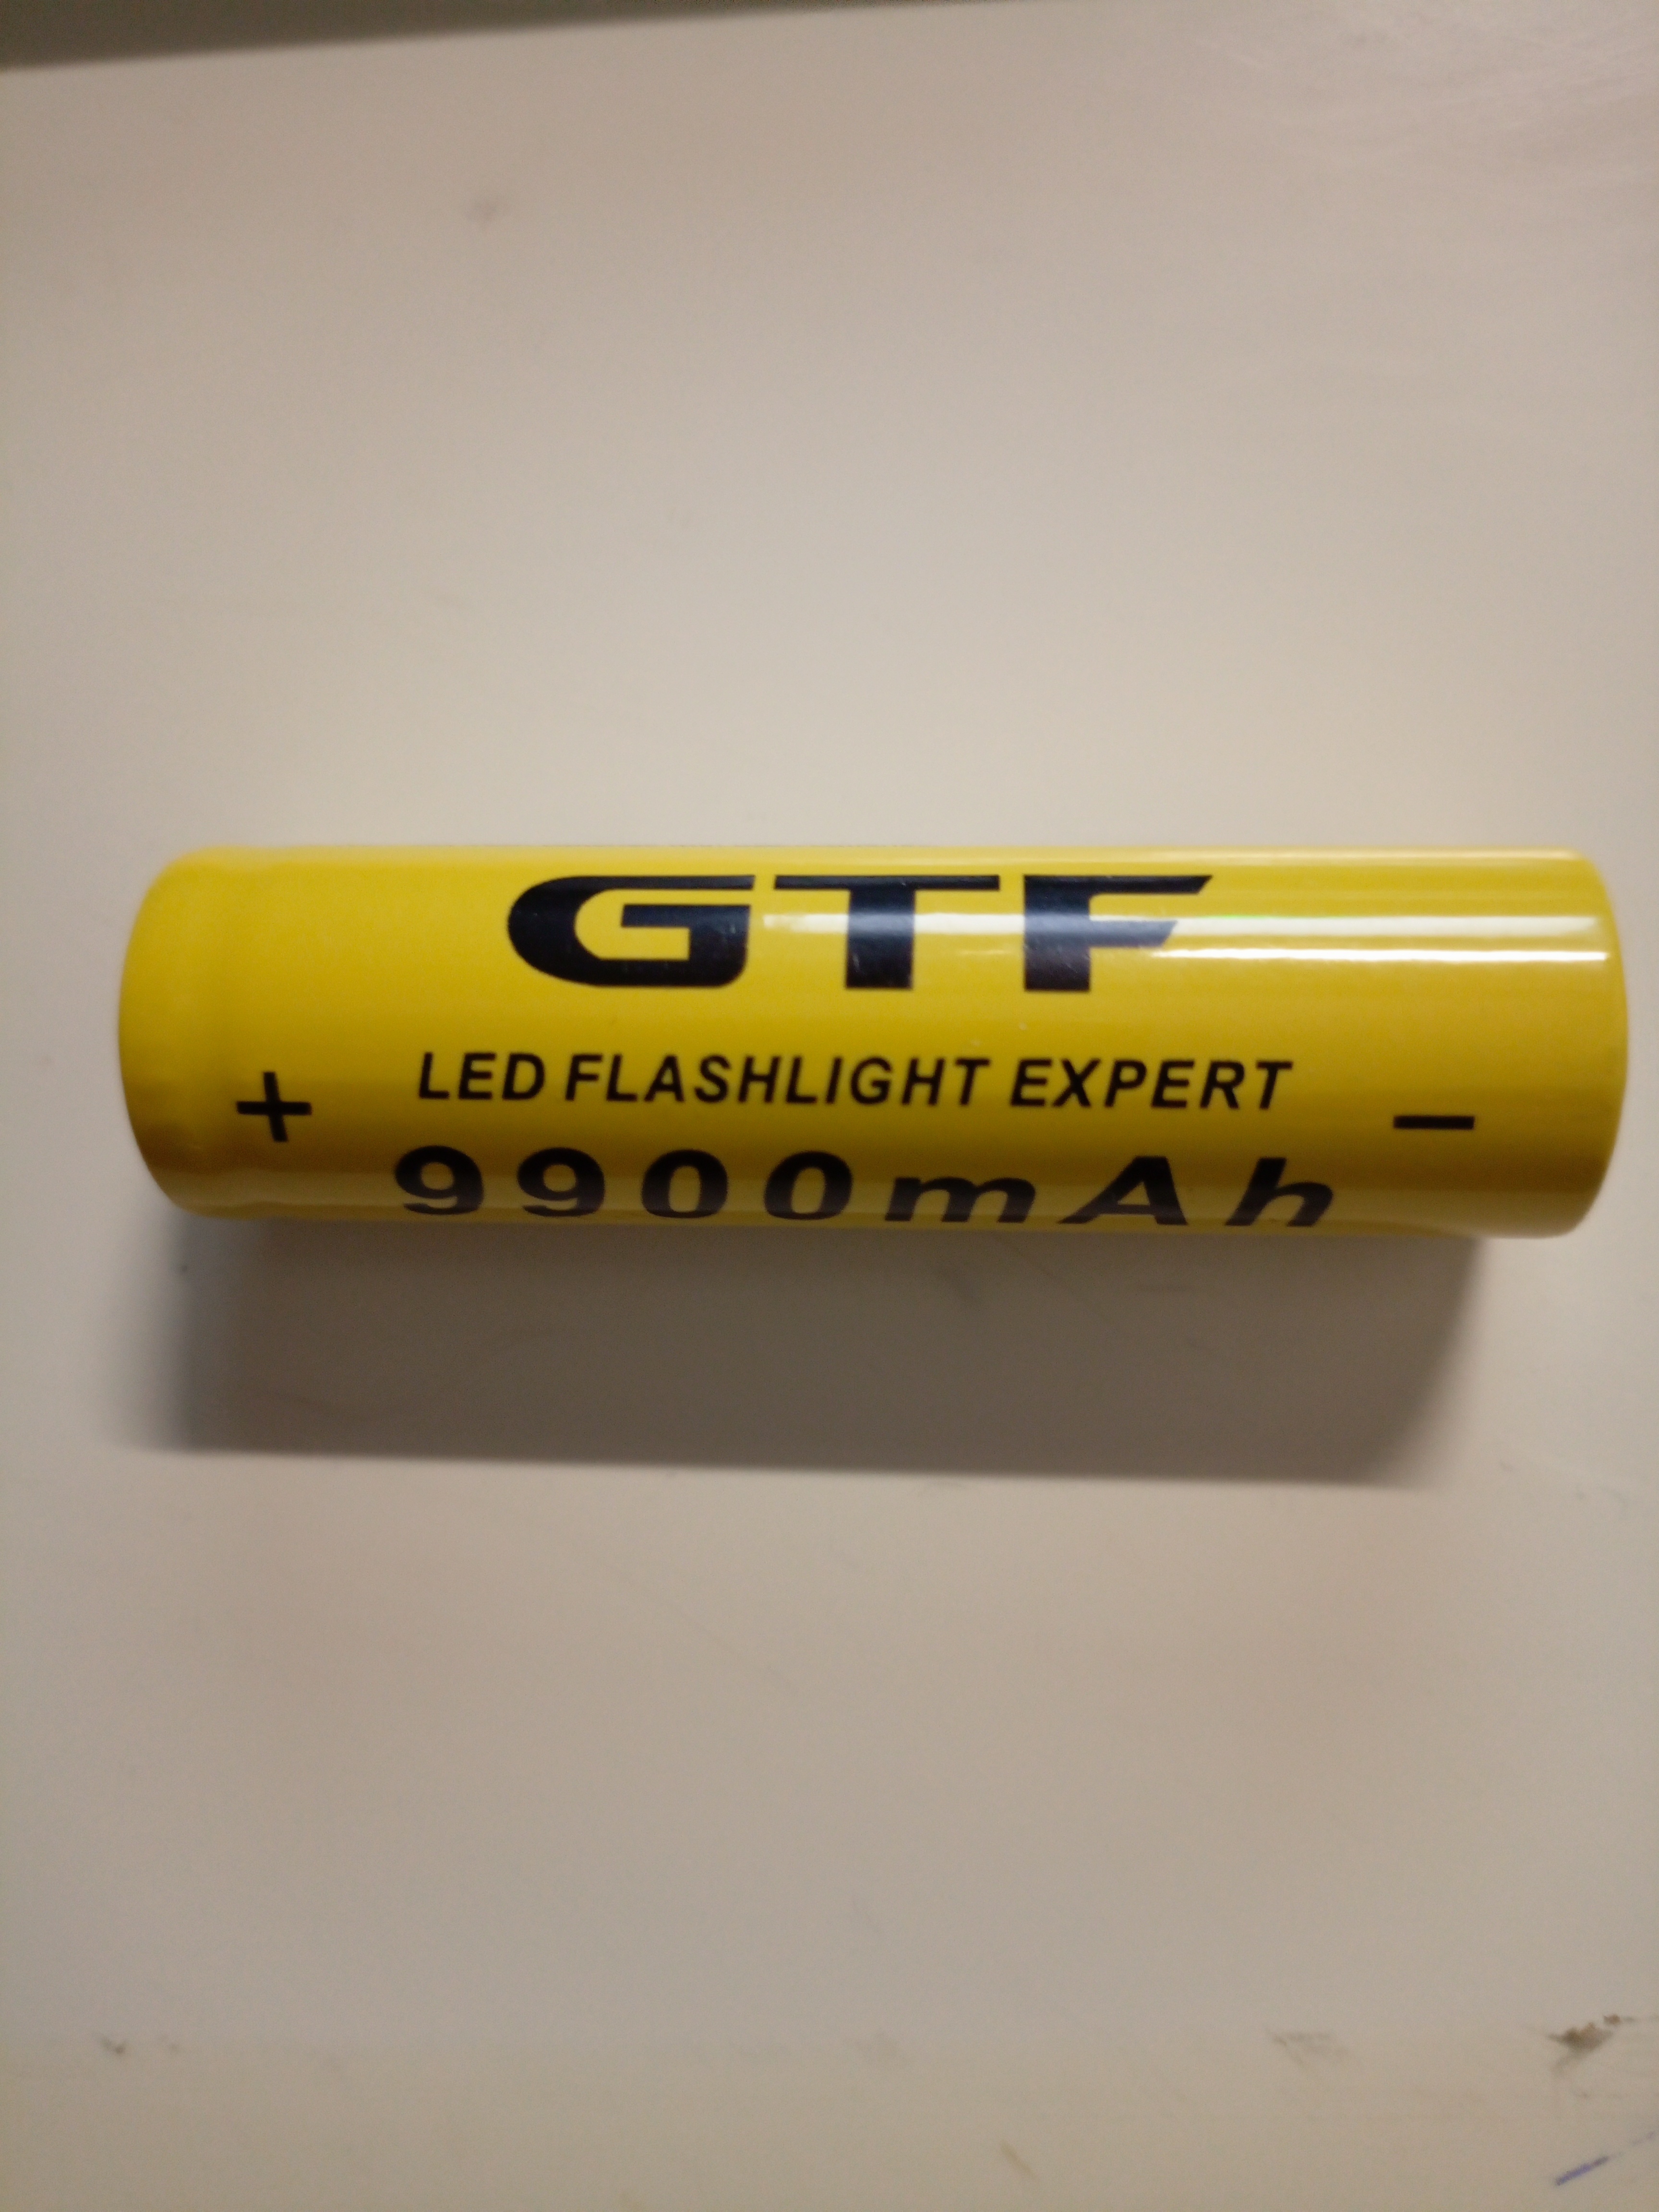 GTF
LED FLASHLIGHT EXPERT
+ −
9900mAh